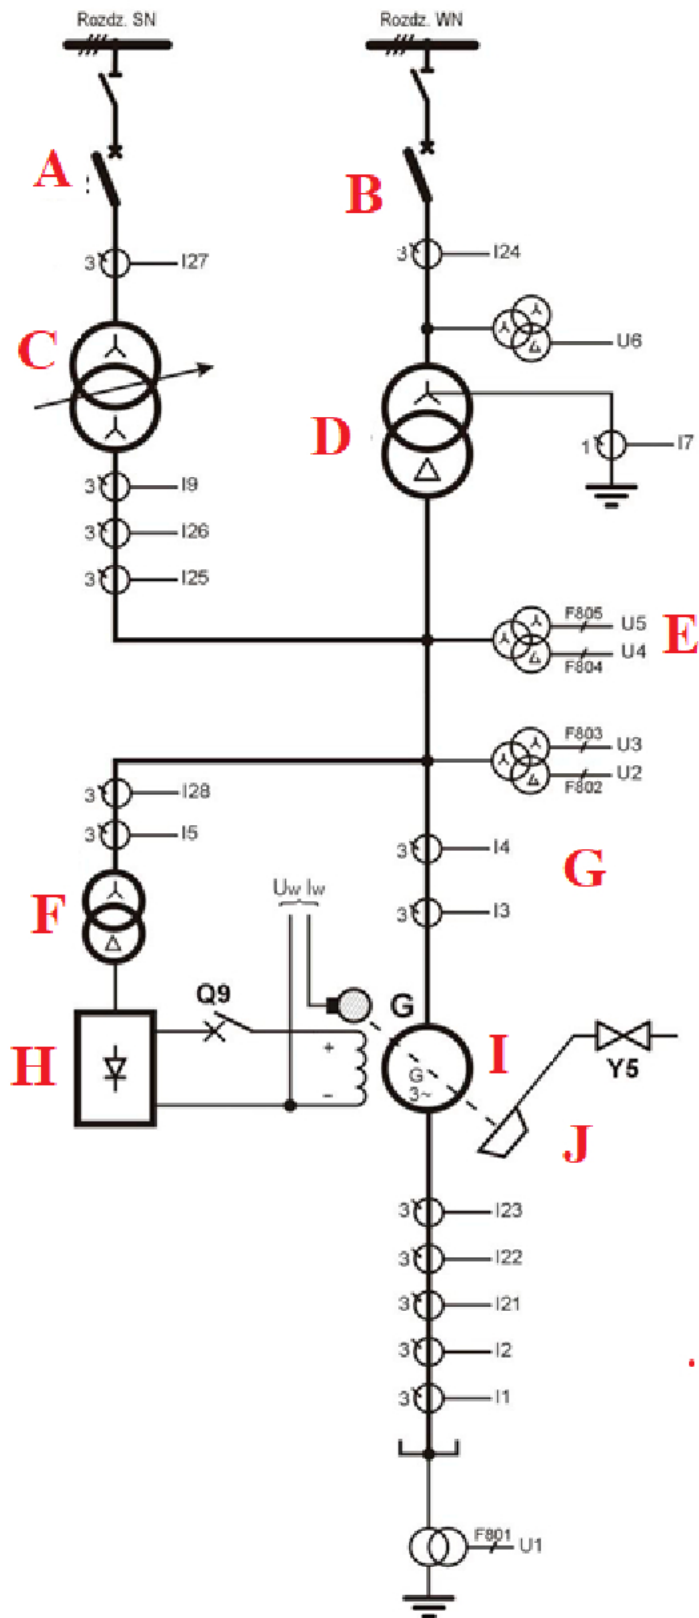 Rozdz. SN Rozdz. WN
A
B
3 I27
3 I24
U6
C
D
1 I7
3 I9
3 I26
3 I25
F805
U5
E
U4
F804
F803
U3
U2
F802
3 I28
3 I5
3 I4
G
3 I3
F
Uw Iw
Q9
G
H
+
-
G
3~
I
Y5
J
3 I23
3 I22
3 I21
3 I2
3 I1
F801
U1